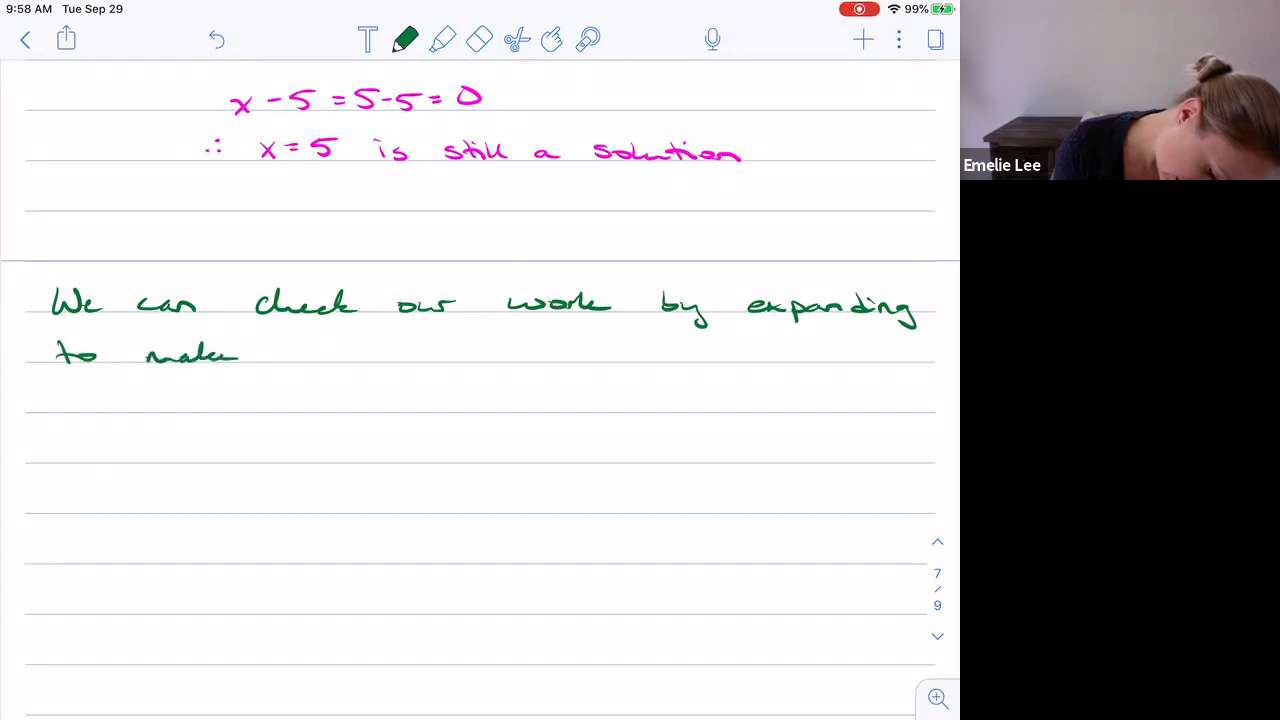 9:58 AM Tue Sep 29
99%
x - 5 = 5 - 5 = 0
∴ x = 5 is still a solution
Emelie Lee
We can check our work by expanding
to make
7
/
9